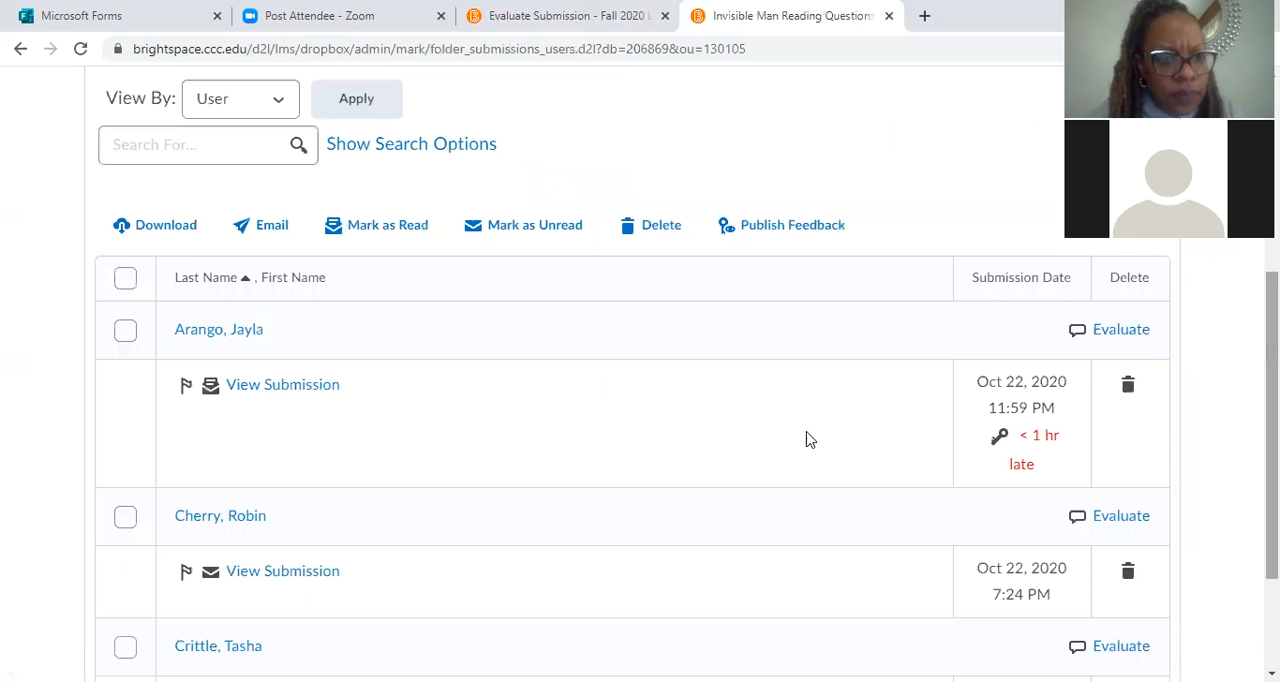 Microsoft Forms
Post Attendee - Zoom
Evaluate Submission - Fall 2020
Invisible Man Reading Question
brightspace.ccc.edu/d2l/lms/dropbox/admin/mark/folder_submissions_users.d2l?db=206869&ou=130105
View By: User Apply
Search For... Show Search Options
Download Email Mark as Read Mark as Unread Delete Publish Feedback
Last Name , First Name Submission Date Delete
Arango, Jayla Evaluate
View Submission Oct 22, 2020
11:59 PM
< 1 hr
late
Cherry, Robin Evaluate
View Submission Oct 22, 2020
7:24 PM
Crittle, Tasha Evaluate